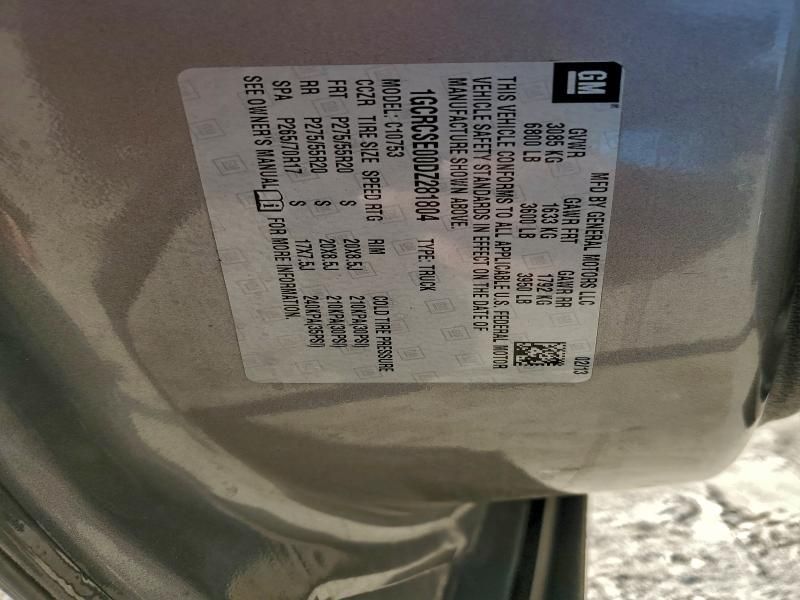 GM
MFD BY GENERAL MOTORS LLC 02/13
GVWR GAWR FRT GAWR RR
3085 KG 1633 KG 1792 KG
6800 LB 3600 LB 3950 LB
THIS VEHICLE CONFORMS TO ALL APPLICABLE U.S. FEDERAL MOTOR
VEHICLE SAFETY STANDARDS IN EFFECT ON THE DATE OF
MANUFACTURE SHOWN ABOVE.
1GCRCSE00DZ281804 TYPE: TRUCK
MODEL: C10753
CCZR TIRE SIZE SPEED RTG RIM COLD TIRE PRESSURE
FRT P275/55R20 S 20X8.5J 210KPA(30PSI)
RR P275/55R20 S 20X8.5J 210KPA(30PSI)
SPA P265/70R17 S 17X7.5J 240KPA(35PSI)
SEE OWNER'S MANUAL FOR MORE INFORMATION.